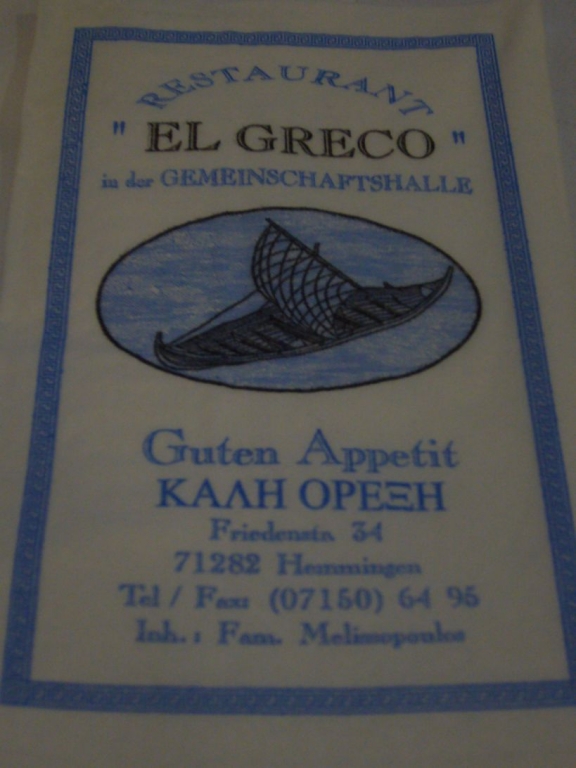 RESTAURANT
" EL GRECO "
in der GEMEINSCHAFTSHALLE
Guten Appetit
ΚΑΛΗ ΟΡΕΞΗ
Friedenstr. 34
71282 Hemmingen
Tel / Fax: (07150) 64 95
Inh. : Fam. Melissopoulos